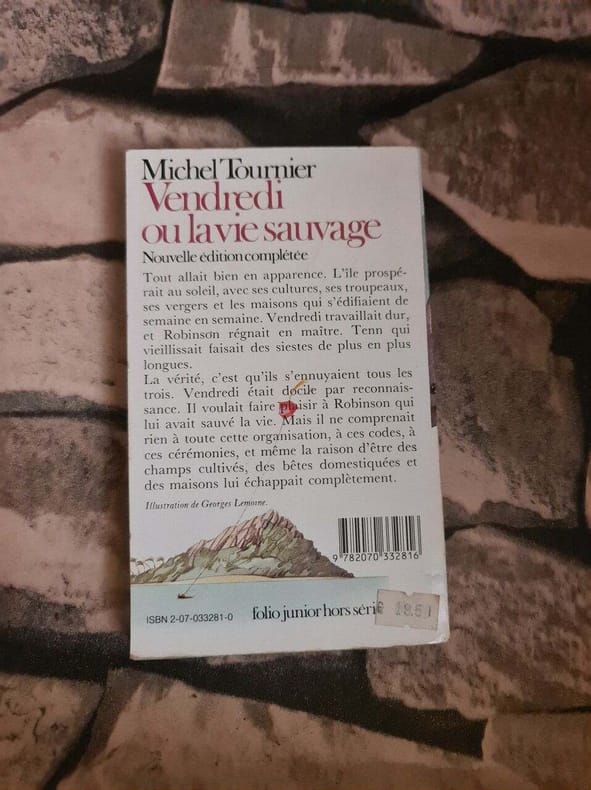 Michel Tournier
Vendredi
ou la vie sauvage
Nouvelle édition complétée
Tout allait bien en apparence. L'île prospé-
rait au soleil, avec ses cultures, ses troupeaux,
ses vergers et les maisons qui s'édifiaient de
semaine en semaine. Vendredi travaillait dur,
et Robinson régnait en maître. Tenn qui
vieillissait faisait des siestes de plus en plus
longues.
La vérité, c'est qu'ils s'ennuyaient tous les
trois. Vendredi était docile par reconnais-
sance. Il voulait faire plaisir à Robinson qui
lui avait sauvé la vie. Mais il ne comprenait
rien à toute cette organisation, à ces codes, à
ces cérémonies, et même la raison d'être des
champs cultivés, des bêtes domestiquées et
des maisons lui échappait complètement.
Illustration de Georges Lemoine.
9 782070 332816
ISBN 2-07-033281-0
folio junior hors séri